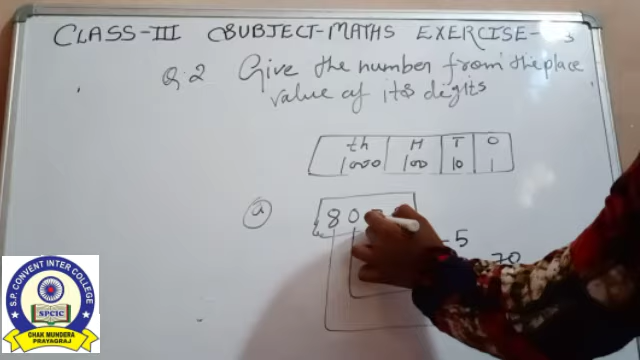 CLASS-III SUBJECT-MATHS EXERCISE-
Q.2 Give the number from the place
value of its digits
th H T O
1000 100 10 1
(a) 80
-5
70
S.P. CONVENT INTER COLLEGE
SPCIC
CHAK MUNDERA
PRAYAGRAJ